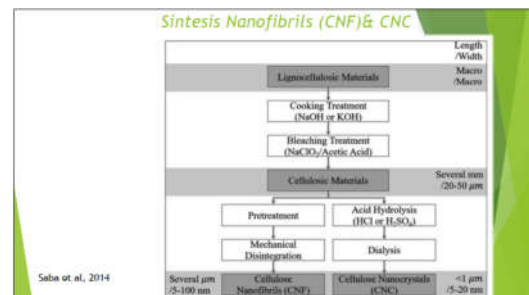 Sintesis Nanofibrils (CNF)& CNC
Length
/Width
Lignocellulosic Materials
Macro
/Macro
Cooking Treatment
(NaOH or KOH)
Bleaching Treatment
(NaClO₂/Acetic Acid)
Cellulosic Materials
Several mm
/20-50 μm
Pretreatment
Acid Hydrolysis
(HCl or H₂SO₄)
Mechanical
Disintegration
Dialysis
Saba et al, 2014
Several μm
/5-100 nm
Cellulose
Nanofibrils (CNF)
Cellulose Nanocrystals
(CNC)
<1 μm
/5-20 nm